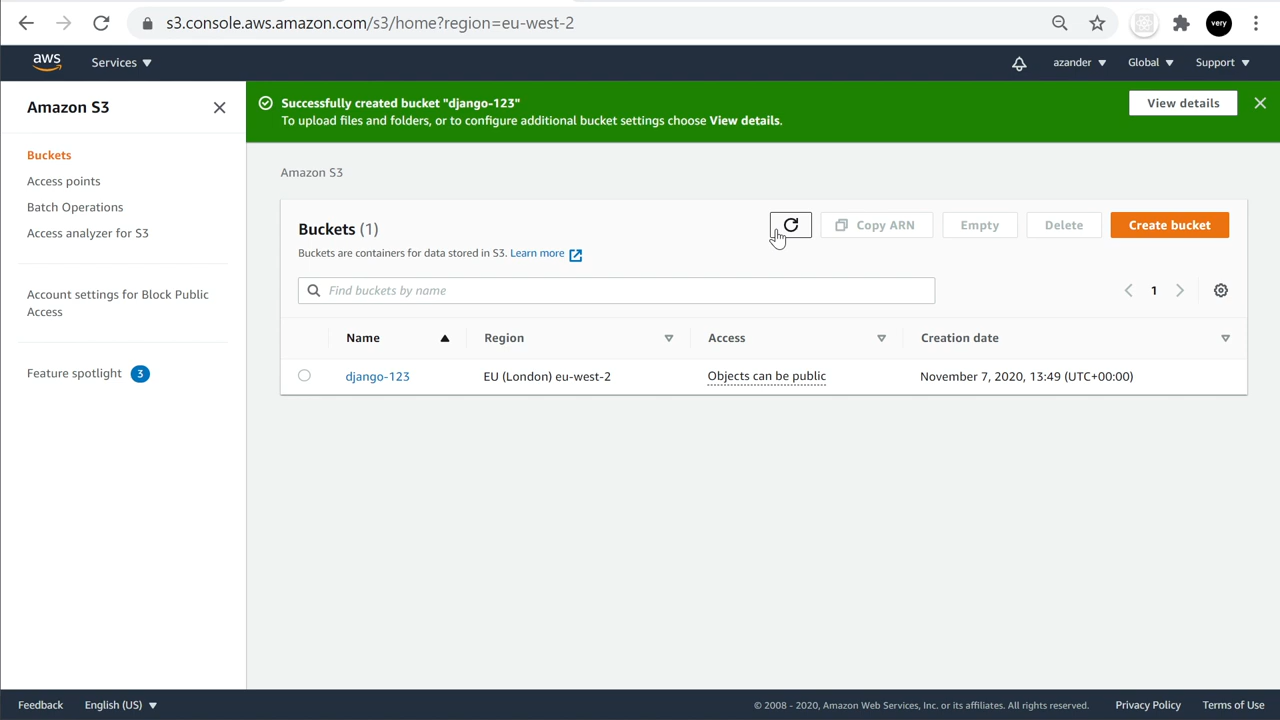 s3.console.aws.amazon.com/s3/home?region=eu-west-2
very
aws
Services
azander
Global
Support
Amazon S3
Buckets
Access points
Batch Operations
Access analyzer for S3
Account settings for Block Public
Access
Feature spotlight 3
Successfully created bucket "django-123"
To upload files and folders, or to configure additional bucket settings choose View details.
View details
Amazon S3
Buckets (1)
Copy ARN
Empty
Delete
Create bucket
Buckets are containers for data stored in S3. Learn more
Find buckets by name
1
Name
Region
Access
Creation date
django-123
EU (London) eu-west-2
Objects can be public
November 7, 2020, 13:49 (UTC+00:00)
Feedback
English (US)
© 2008 - 2020, Amazon Web Services, Inc. or its affiliates. All rights reserved.
Privacy Policy
Terms of Use